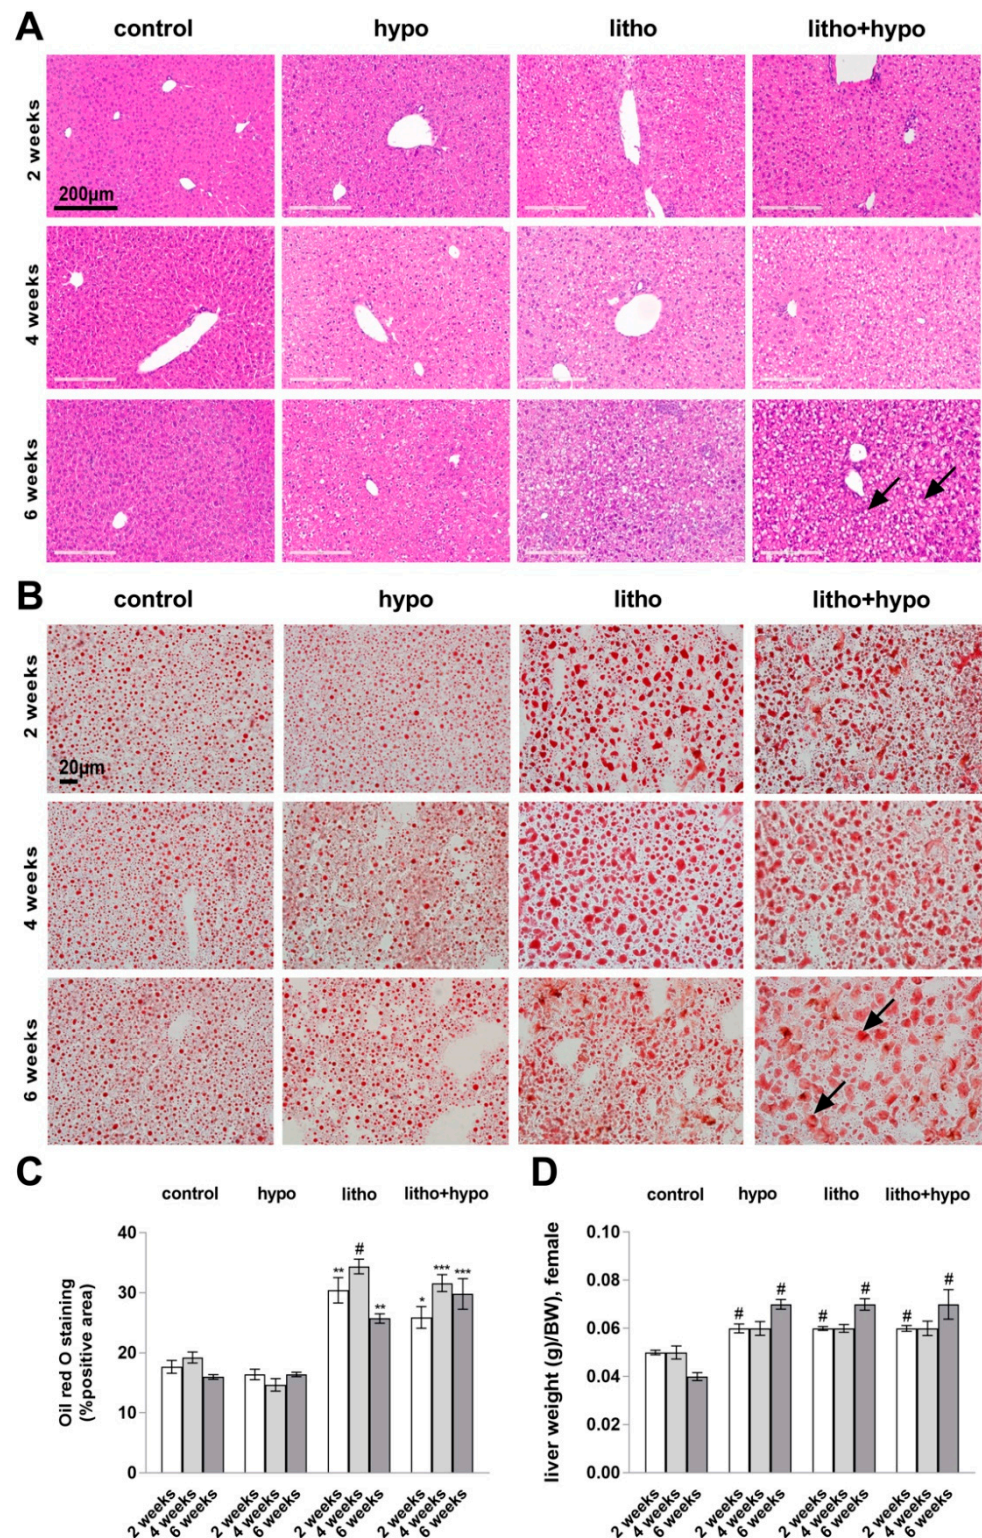 A
control hypo litho litho+hypo
2 weeks
200µm
4 weeks
6 weeks
B
control hypo litho litho+hypo
2 weeks
20µm
4 weeks
6 weeks
C
control hypo litho litho+hypo
Oil red O staining
(%positive area)
40
30
20
10
0
** # ** * *** ***
2 weeks 4 weeks 6 weeks 2 weeks 4 weeks 6 weeks 2 weeks 4 weeks 6 weeks 2 weeks 4 weeks 6 weeks
D
control hypo litho litho+hypo
liver weight (g)/BW), female
0.10
0.08
0.06
0.04
0.02
0.00
# # # # # #
2 weeks 4 weeks 6 weeks 2 weeks 4 weeks 6 weeks 2 weeks 4 weeks 6 weeks 2 weeks 4 weeks 6 weeks